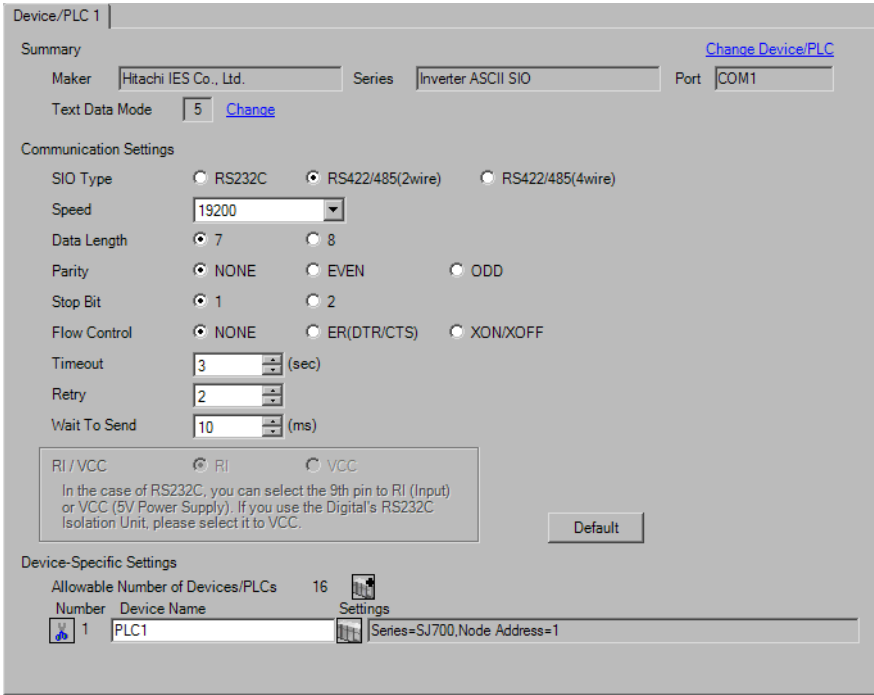 Device/PLC 1
Summary Change Device/PLC
Maker Hitachi IES Co., Ltd. Series Inverter ASCII SIO Port COM1
Text Data Mode 5 Change
Communication Settings
SIO Type RS232C RS422/485(2wire) RS422/485(4wire)
Speed 19200
Data Length 7 8
Parity NONE EVEN ODD
Stop Bit 1 2
Flow Control NONE ER(DTR/CTS) XON/XOFF
Timeout 3 (sec)
Retry 2
Wait To Send 10 (ms)
RI / VCC RI VCC
In the case of RS232C, you can select the 9th pin to RI (Input)
or VCC (5V Power Supply). If you use the Digital's RS232C
Isolation Unit, please select it to VCC.
Default
Device-Specific Settings
Allowable Number of Devices/PLCs 16
Number Device Name Settings
1 PLC1 Series=SJ700,Node Address=1